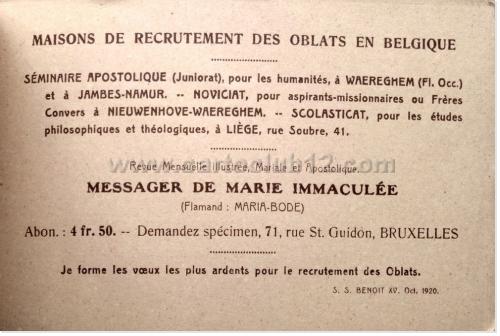 MAISONS DE RECRUTEMENT DES OBLATS EN BELGIQUE
SÉMINAIRE APOSTOLIQUE (Juniorat), pour les humanités, à WAEREGHEM (Fl. Occ.)
et à JAMBES-NAMUR. -- NOVICIAT, pour aspirants-missionnaires ou Frères
Convers à NIEUWENHOVE-WAEREGHEM. -- SCOLASTICAT, pour les études
philosophiques et théologiques, à LIÈGE, rue Soubre, 41.
www.carteclub13.com
Revue Mensuelle Illustrée, Mariale et Apostolique.
MESSAGER DE MARIE IMMACULÉE
(Flamand : MARIA-BODE)
Abon. : 4 fr. 50. -- Demandez spécimen, 71, rue St. Guidon, BRUXELLES
Je forme les vœux les plus ardents pour le recrutement des Oblats.
S. S. BENOIT XV. Oct. 1920.